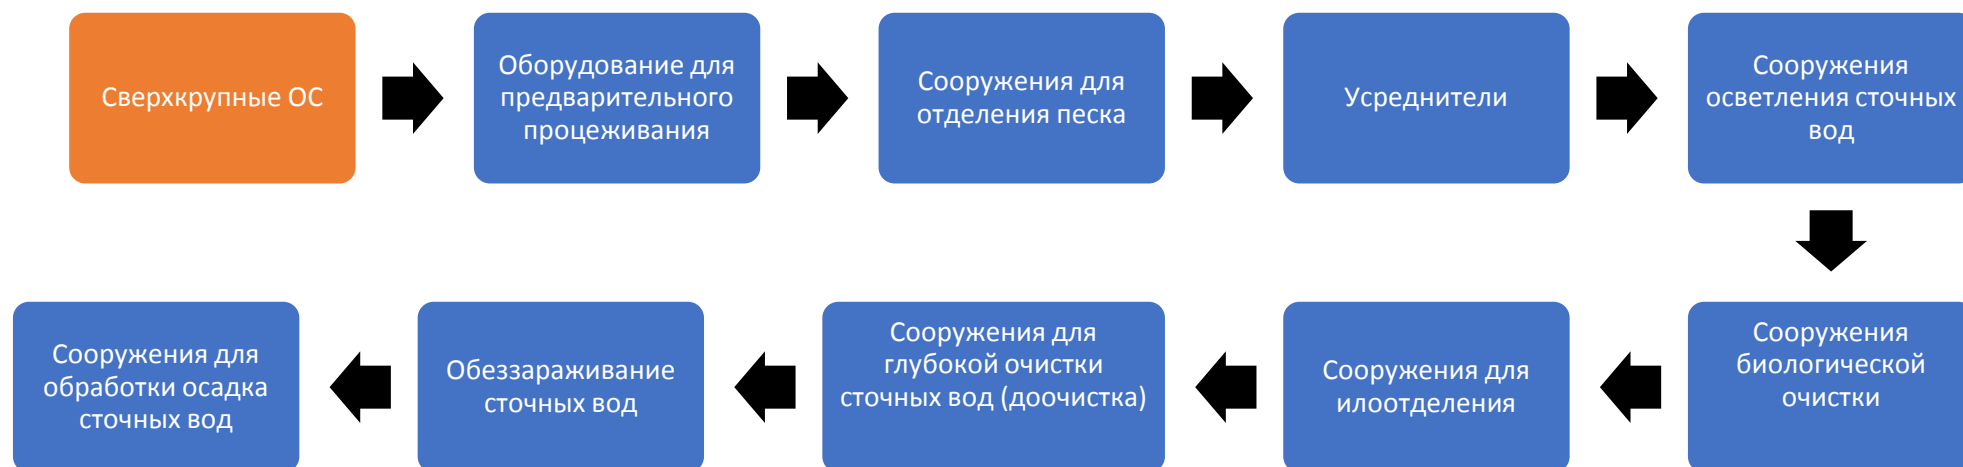 Сверхкрупные ОС
Оборудование для
предварительного
процеживания
Сооружения для
отделения песка
Усреднители
Сооружения
осветления сточных
вод
Сооружения
биологической
очистки
Сооружения для
илоотделения
Сооружения для
глубокой очистки
сточных вод (доочистка)
Обеззараживание
сточных вод
Сооружения для
обработки осадка
сточных вод